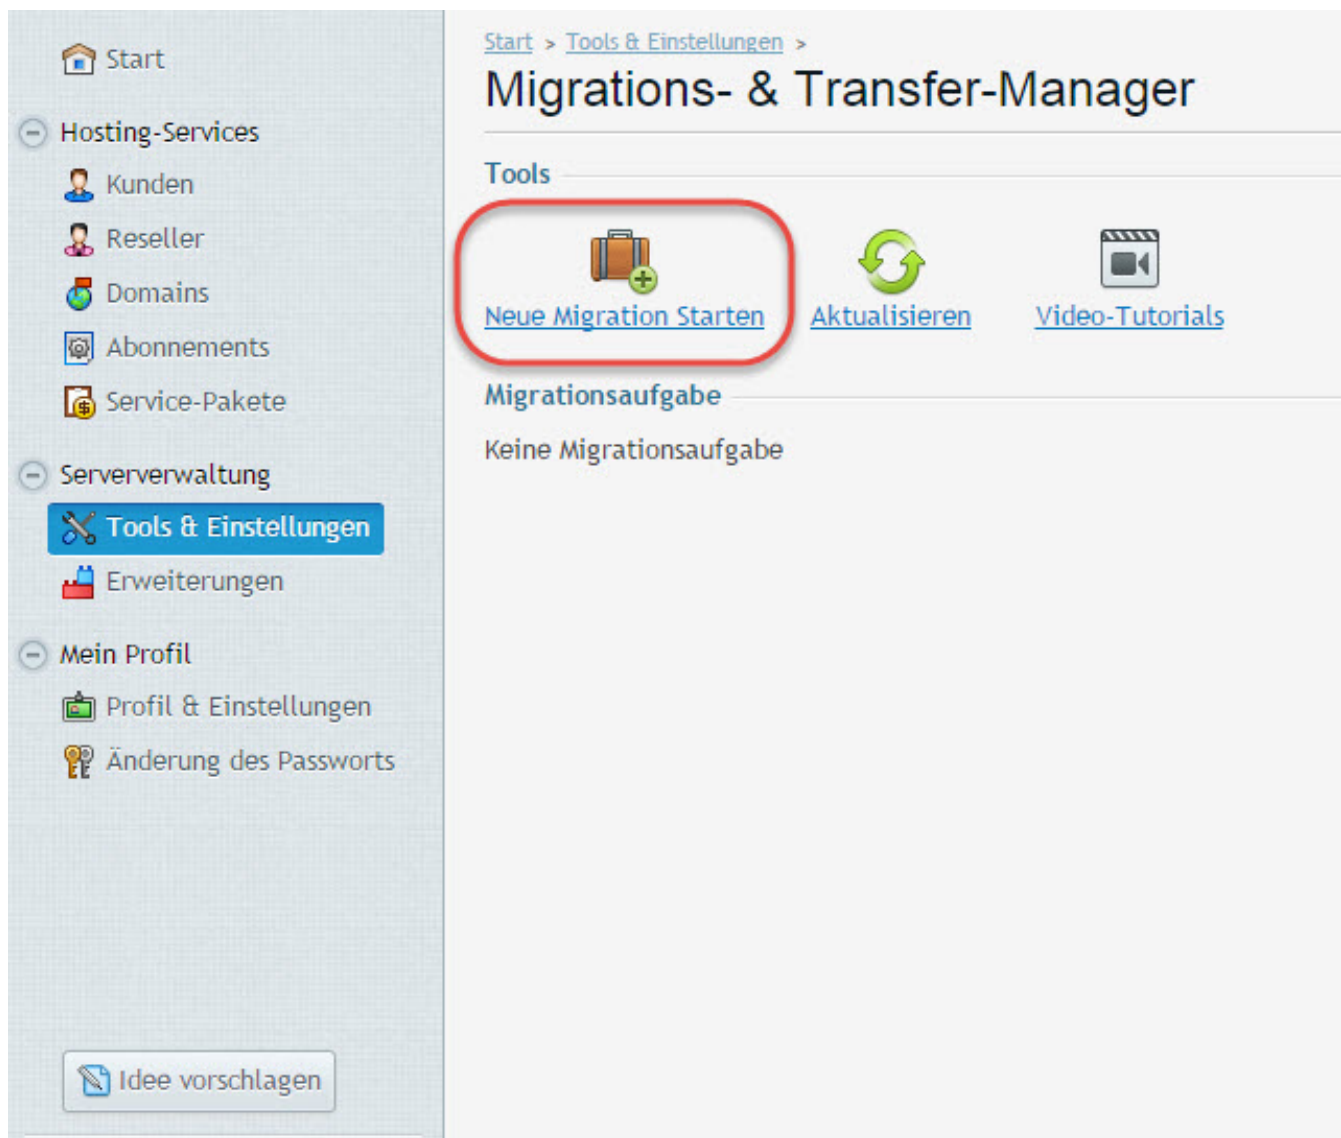 Start
Hosting-Services
Kunden
Reseller
Domains
Abonnements
Service-Pakete
Serververwaltung
Tools & Einstellungen
Erweiterungen
Mein Profil
Profil & Einstellungen
Änderung des Passworts
Idee vorschlagen
Start > Tools & Einstellungen >
Migrations- & Transfer-Manager
Tools
Neue Migration Starten Aktualisieren Video-Tutorials
Migrationsaufgabe
Keine Migrationsaufgabe